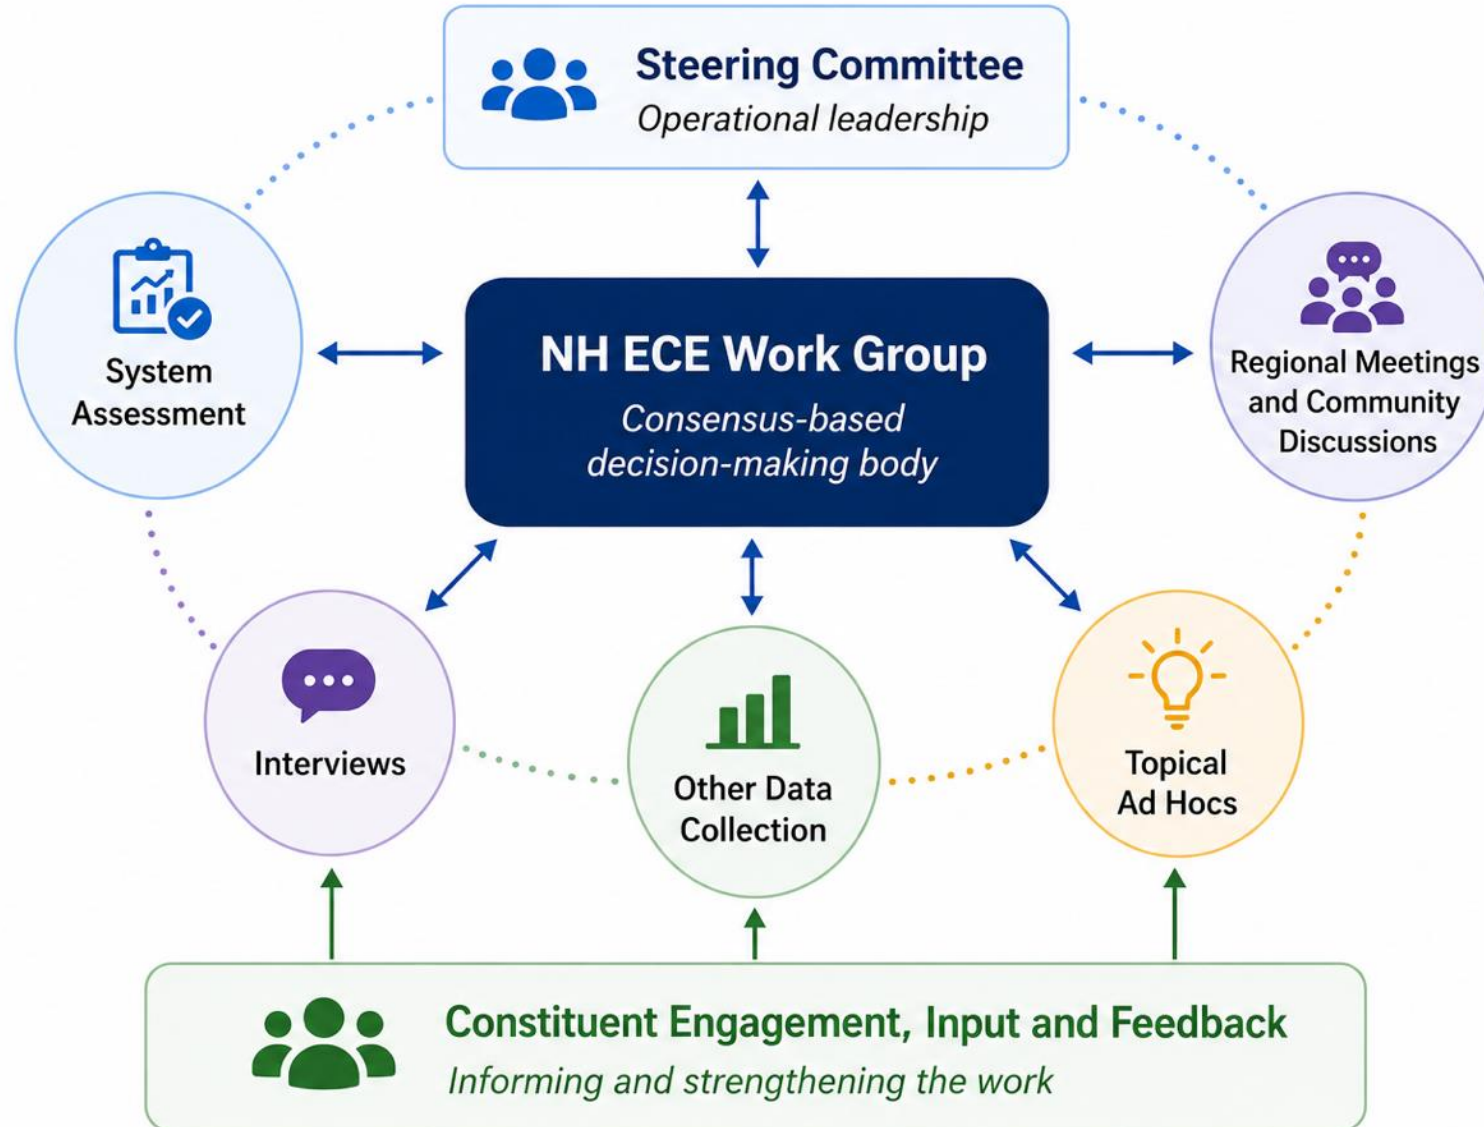 Steering Committee
Operational leadership
System
Assessment
NH ECE Work Group
Consensus-based
decision-making body
Regional Meetings
and Community
Discussions
Interviews
Other Data
Collection
Topical
Ad Hocs
Constituent Engagement, Input and Feedback
Informing and strengthening the work